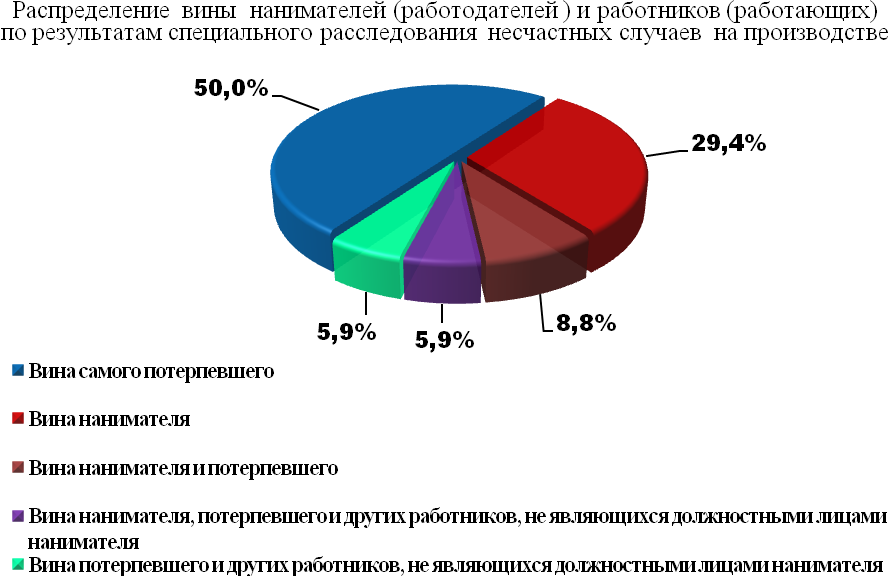 Распределение вины нанимателей (работодателей ) и работников (работающих)
по результатам специального расследования несчастных случаев на производстве
50,0%
29,4%
5,9%
5,9%
8,8%
Вина самого потерпевшего
Вина нанимателя
Вина нанимателя и потерпевшего
Вина нанимателя, потерпевшего и других работников, не являющихся должностными лицами
нанимателя
Вина потерпевшего и других работников, не являющихся должностными лицами нанимателя